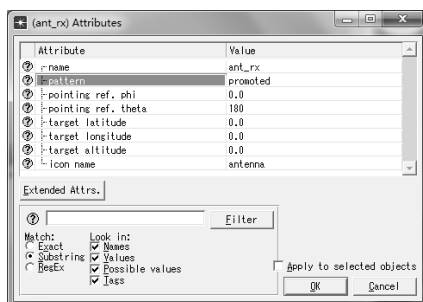 (ant_rx) Attributes
Attribute Value
name ant_rx
pattern promoted
pointing ref. phi 0.0
pointing ref. theta 180
target latitude 0.0
target longitude 0.0
target altitude 0.0
icon name antenna
Extended Attrs.
Filter
Match: Look in:
Exact Names
Substring Values
RegEx Possible values
Tags
Apply to selected objects
OK Cancel